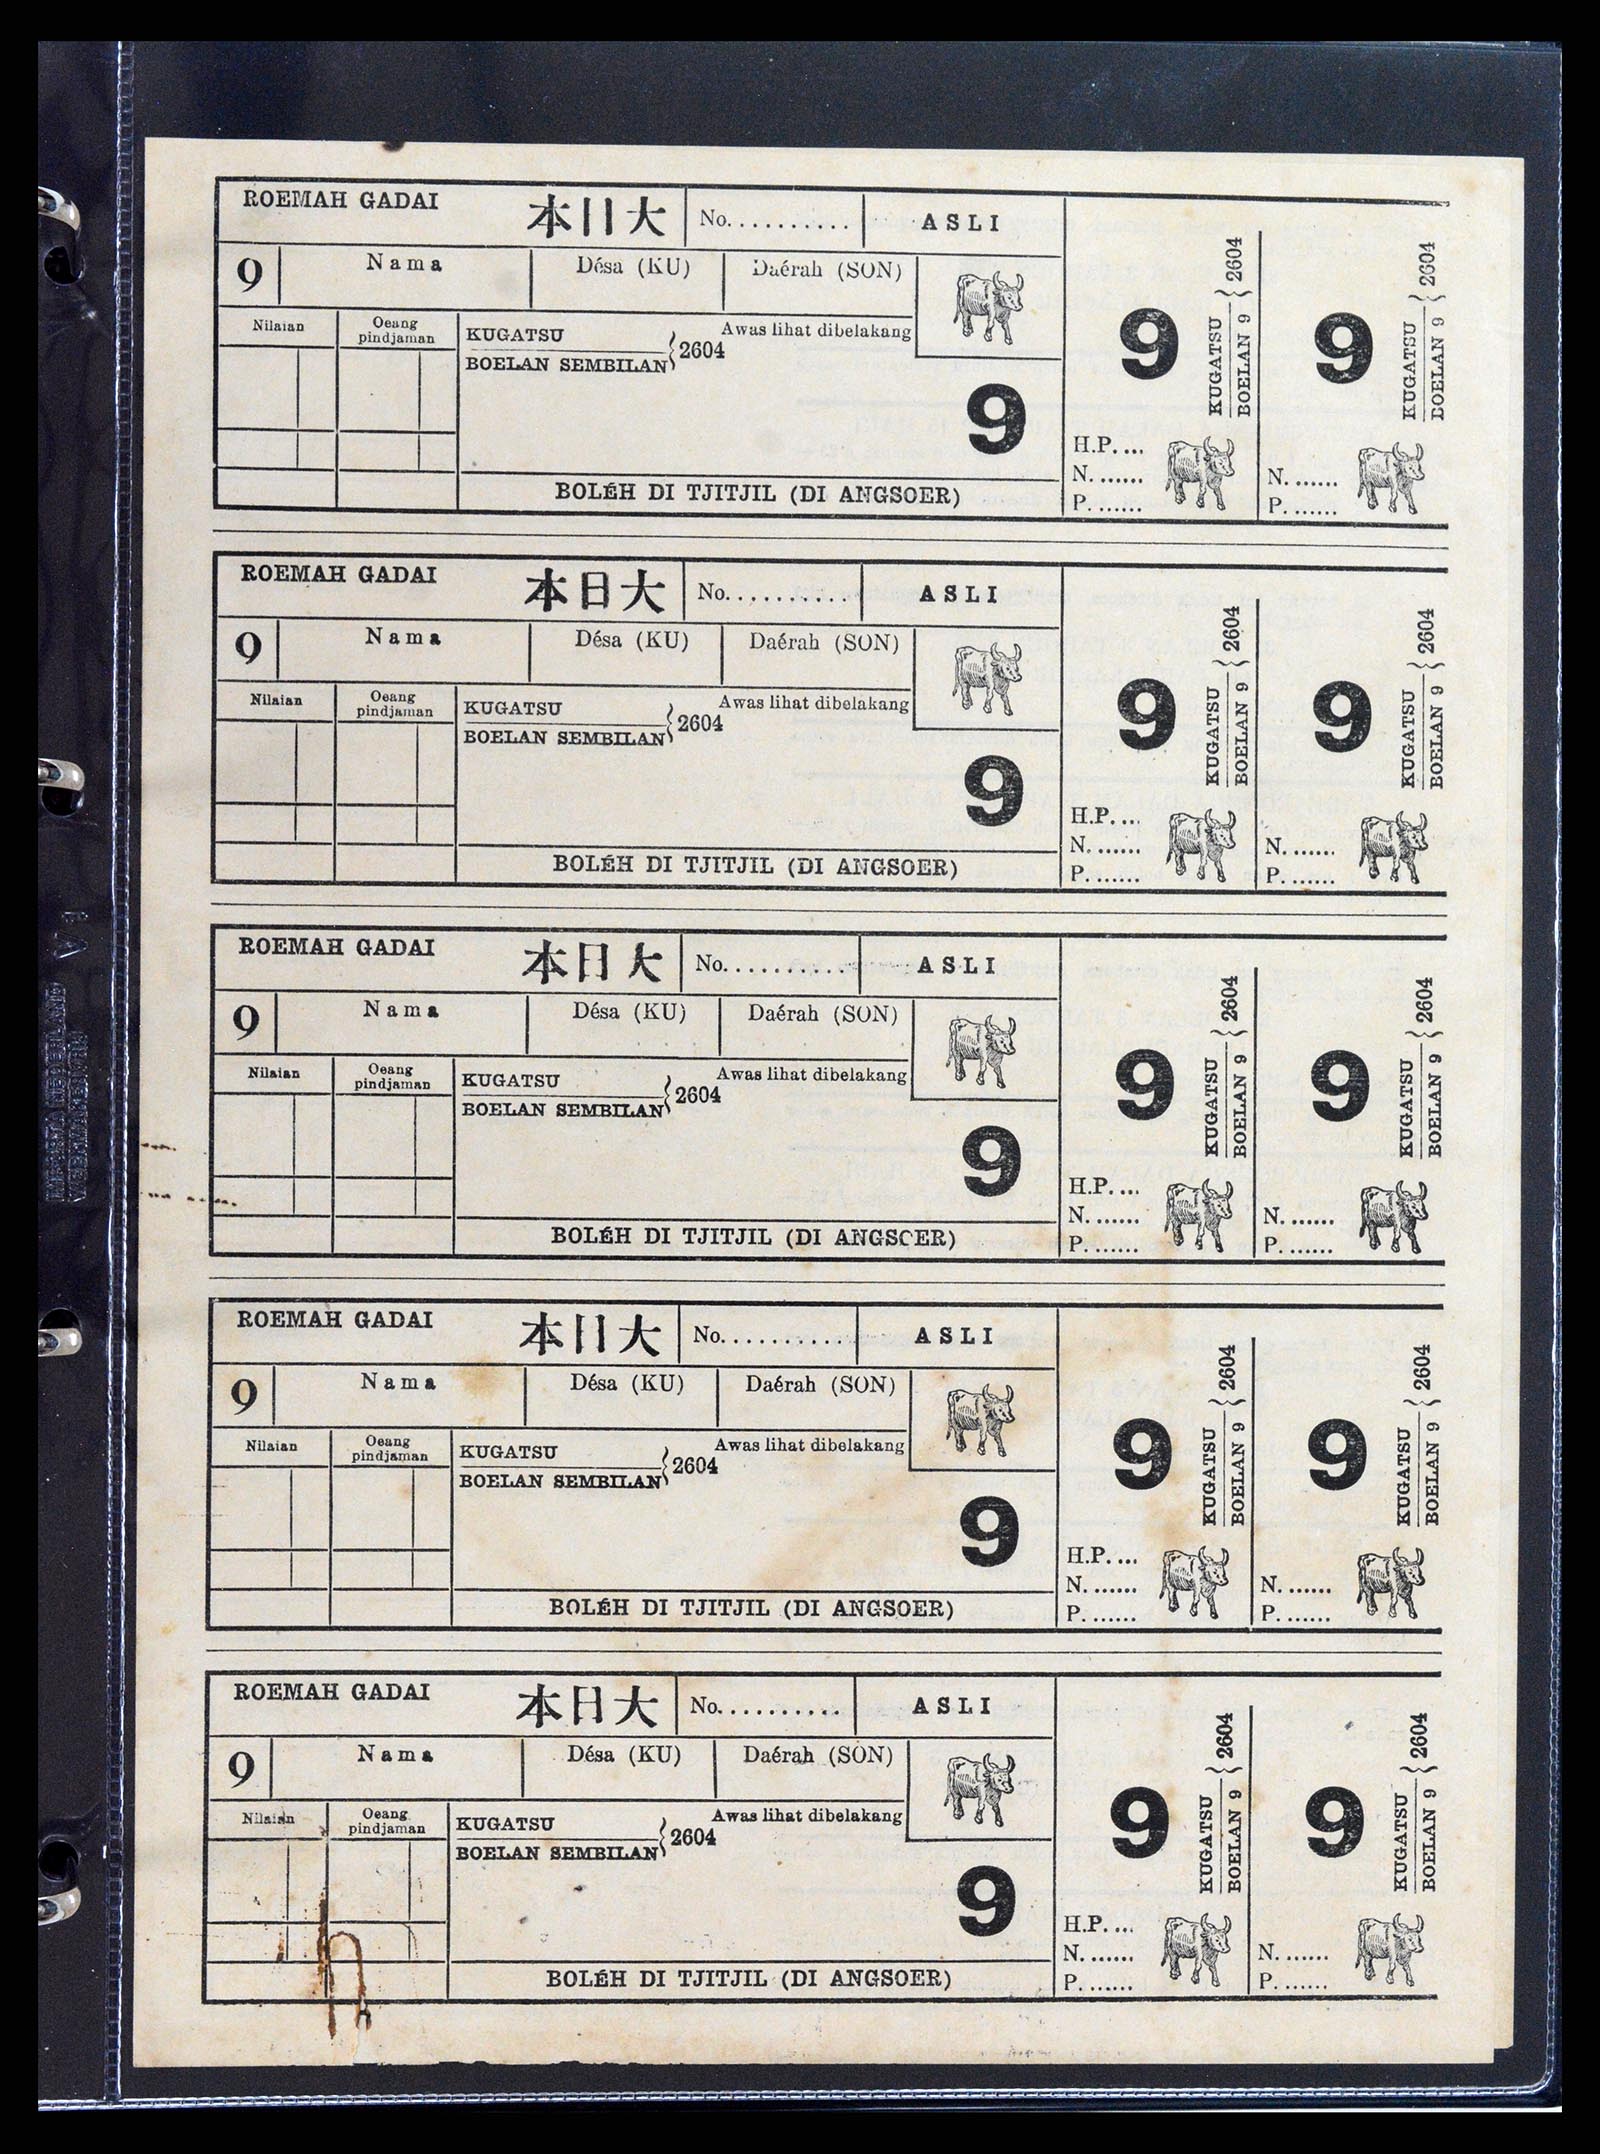 ROEMAH GADAI 本日大 No.......... ASLI
9 Nama Désa (KU) Daérah (SON)
Nilaian Oeang pindjaman KUGATSU BOELAN SEMBILAN } 2604 Awas lihat dibelakang
9
BOLÉH DI TJITJIL (DI ANGSOER)
9 KUGATSU BOELAN 9 } 2604
H.P. ...
N. ......
P. ......
9 KUGATSU BOELAN 9 } 2604
N. ......
P. ......
ROEMAH GADAI 本日大 No.......... ASLI
9 Nama Désa (KU) Daérah (SON)
Nilaian Oeang pindjaman KUGATSU BOELAN SEMBILAN } 2604 Awas lihat dibelakang
9
BOLÉH DI TJITJIL (DI ANGSOER)
9 KUGATSU BOELAN 9 } 2604
H.P. ...
N. ......
P. ......
9 KUGATSU BOELAN 9 } 2604
N. ......
P. ......
ROEMAH GADAI 本日大 No.......... ASLI
9 Nama Désa (KU) Daérah (SON)
Nilaian Oeang pindjaman KUGATSU BOELAN SEMBILAN } 2604 Awas lihat dibelakang
9
BOLÉH DI TJITJIL (DI ANGSOER)
9 KUGATSU BOELAN 9 } 2604
H.P. ...
N. ......
P. ......
9 KUGATSU BOELAN 9 } 2604
N. ......
P. ......
ROEMAH GADAI 本日大 No.......... ASLI
9 Nama Désa (KU) Daérah (SON)
Nilaian Oeang pindjaman KUGATSU BOELAN SEMBILAN } 2604 Awas lihat dibelakang
9
BOLÉH DI TJITJIL (DI ANGSOER)
9 KUGATSU BOELAN 9 } 2604
H.P. ...
N. ......
P. ......
9 KUGATSU BOELAN 9 } 2604
N. ......
P. ......
ROEMAH GADAI 本日大 No.......... ASLI
9 Nama Désa (KU) Daérah (SON)
Nilaian Oeang pindjaman KUGATSU BOELAN SEMBILAN } 2604 Awas lihat dibelakang
9
BOLÉH DI TJITJIL (DI ANGSOER)
9 KUGATSU BOELAN 9 } 2604
H.P. ...
N. ......
P. ......
9 KUGATSU BOELAN 9 } 2604
N. ......
P. ......